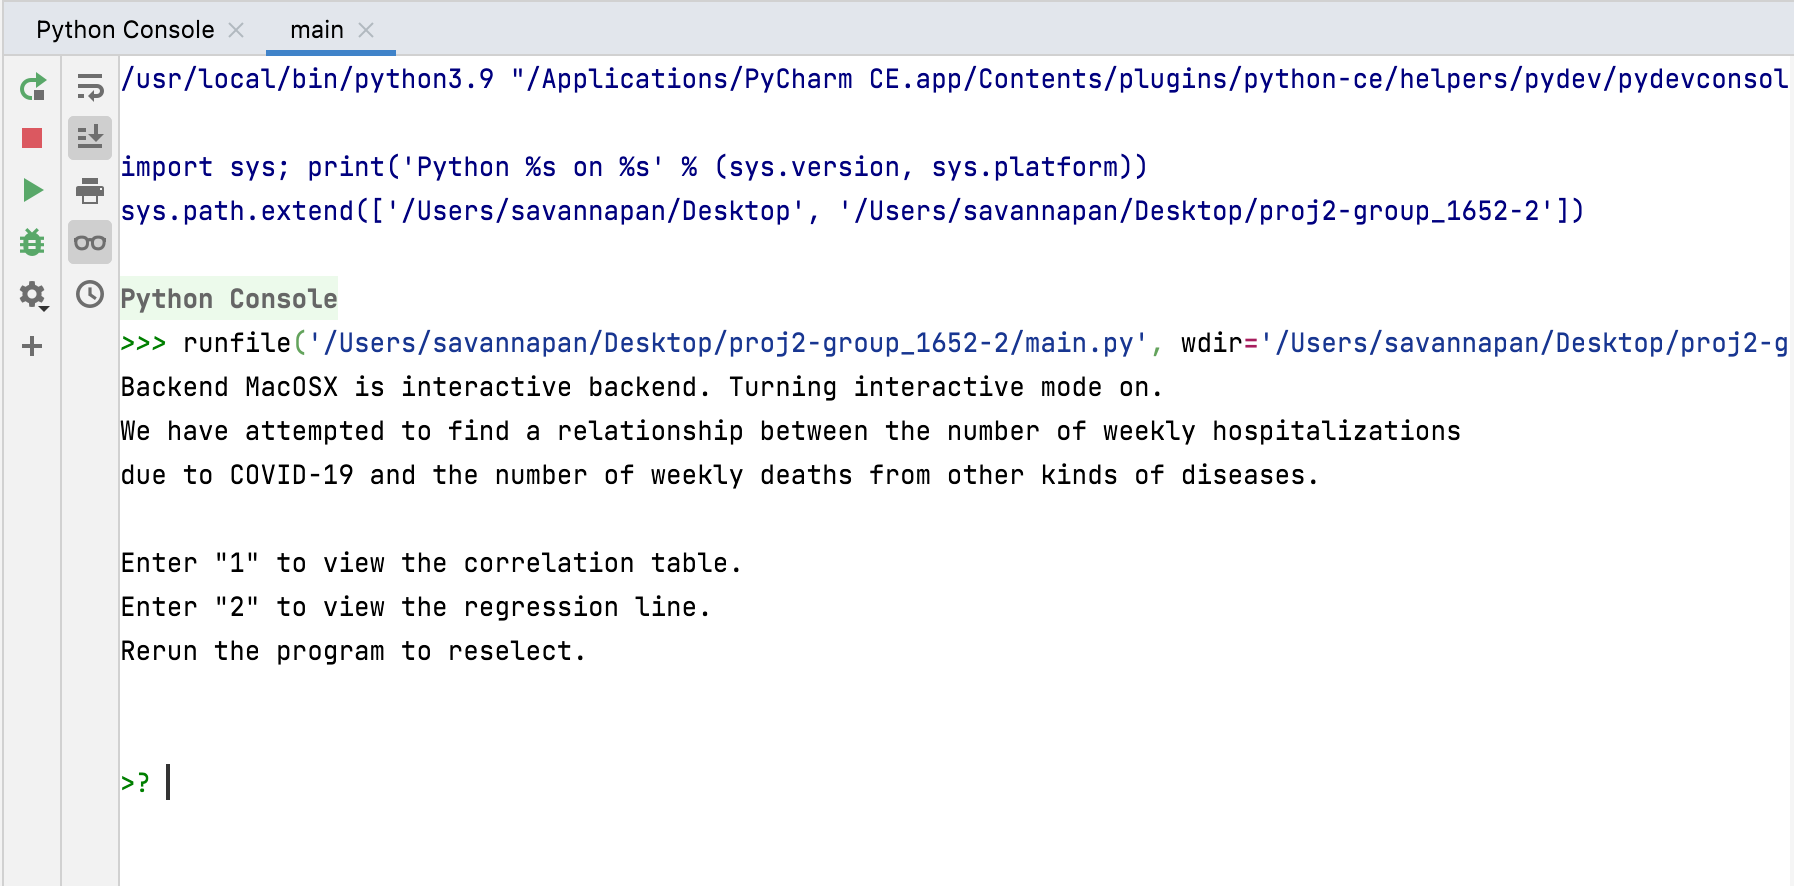 Python Console main
/usr/local/bin/python3.9 "/Applications/PyCharm CE.app/Contents/plugins/python-ce/helpers/pydev/pydevconsol
import sys; print('Python %s on %s' % (sys.version, sys.platform))
sys.path.extend(['/Users/savannapan/Desktop', '/Users/savannapan/Desktop/proj2-group_1652-2'])
Python Console
>>> runfile('/Users/savannapan/Desktop/proj2-group_1652-2/main.py', wdir='/Users/savannapan/Desktop/proj2-g
Backend MacOSX is interactive backend. Turning interactive mode on.
We have attempted to find a relationship between the number of weekly hospitalizations
due to COVID-19 and the number of weekly deaths from other kinds of diseases.
Enter "1" to view the correlation table.
Enter "2" to view the regression line.
Rerun the program to reselect.
>?